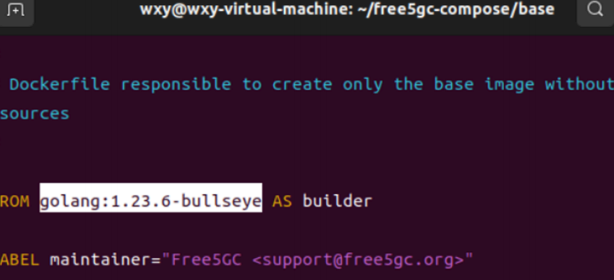 wxy@wxy-virtual-machine: ~/free5gc-compose/base
Dockerfile responsible to create only the base image without
sources
ROM golang:1.23.6-bullseye AS builder
ABEL maintainer="Free5GC <support@free5gc.org>"